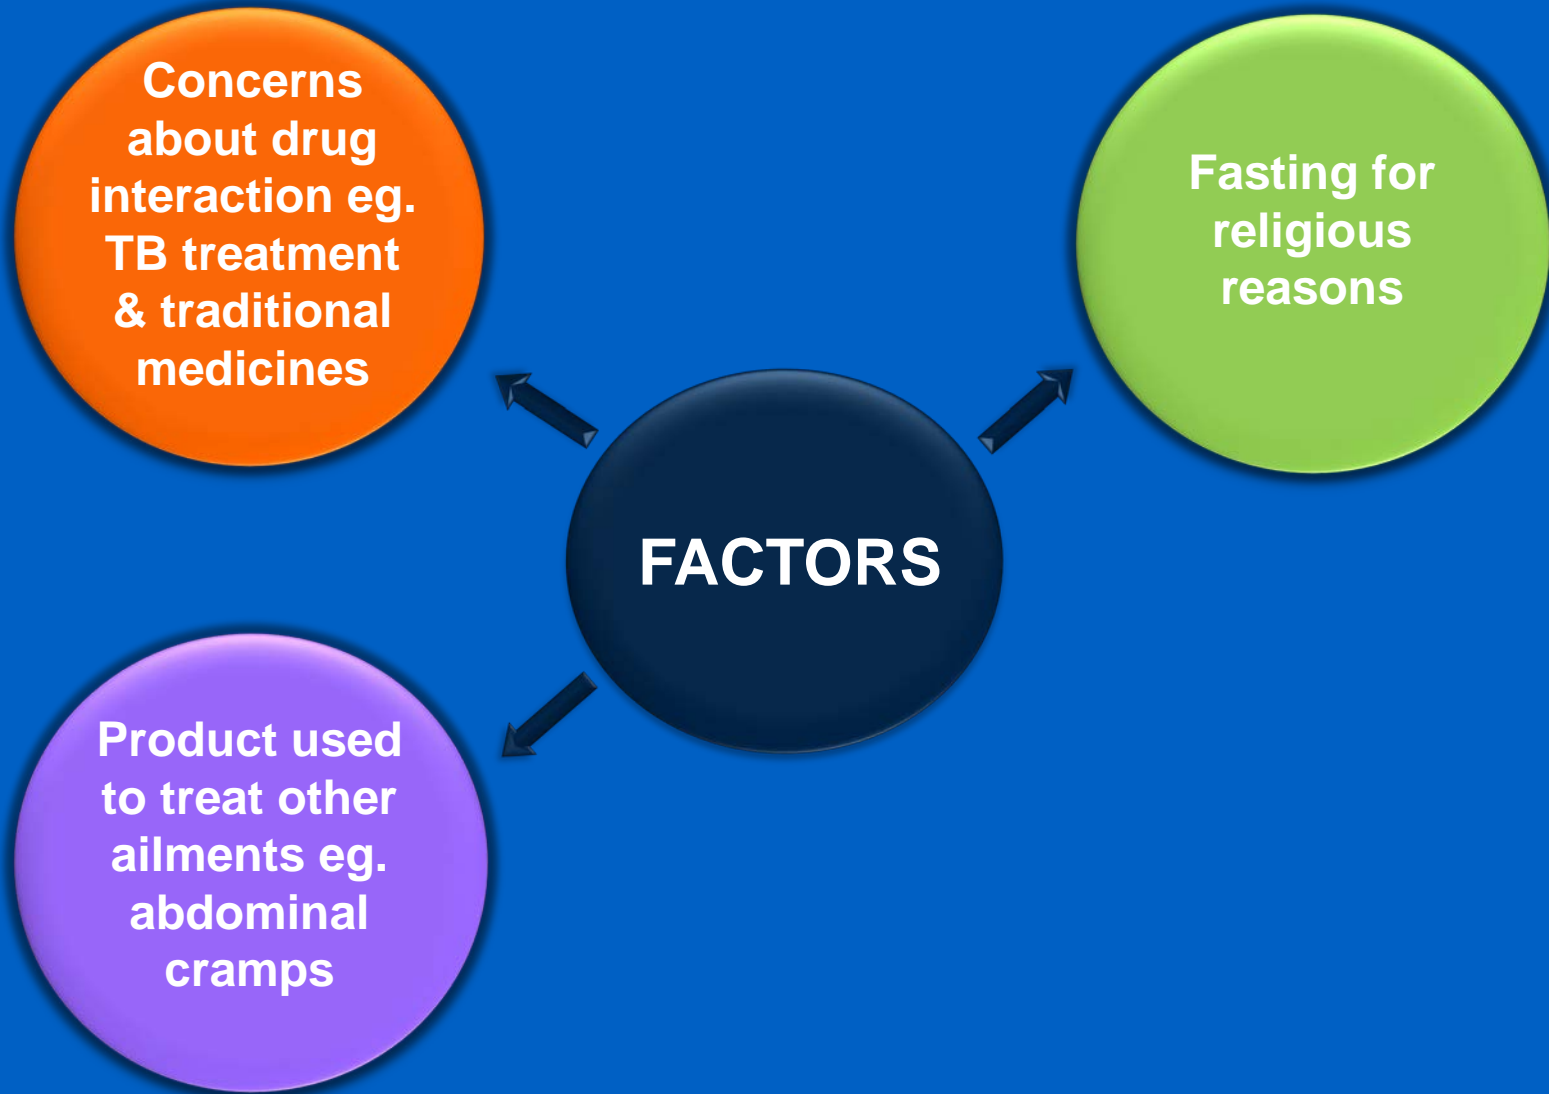 Concerns
about drug
interaction eg.
TB treatment
& traditional
medicines
Fasting for
religious
reasons
FACTORS
Product used
to treat other
ailments eg.
abdominal
cramps